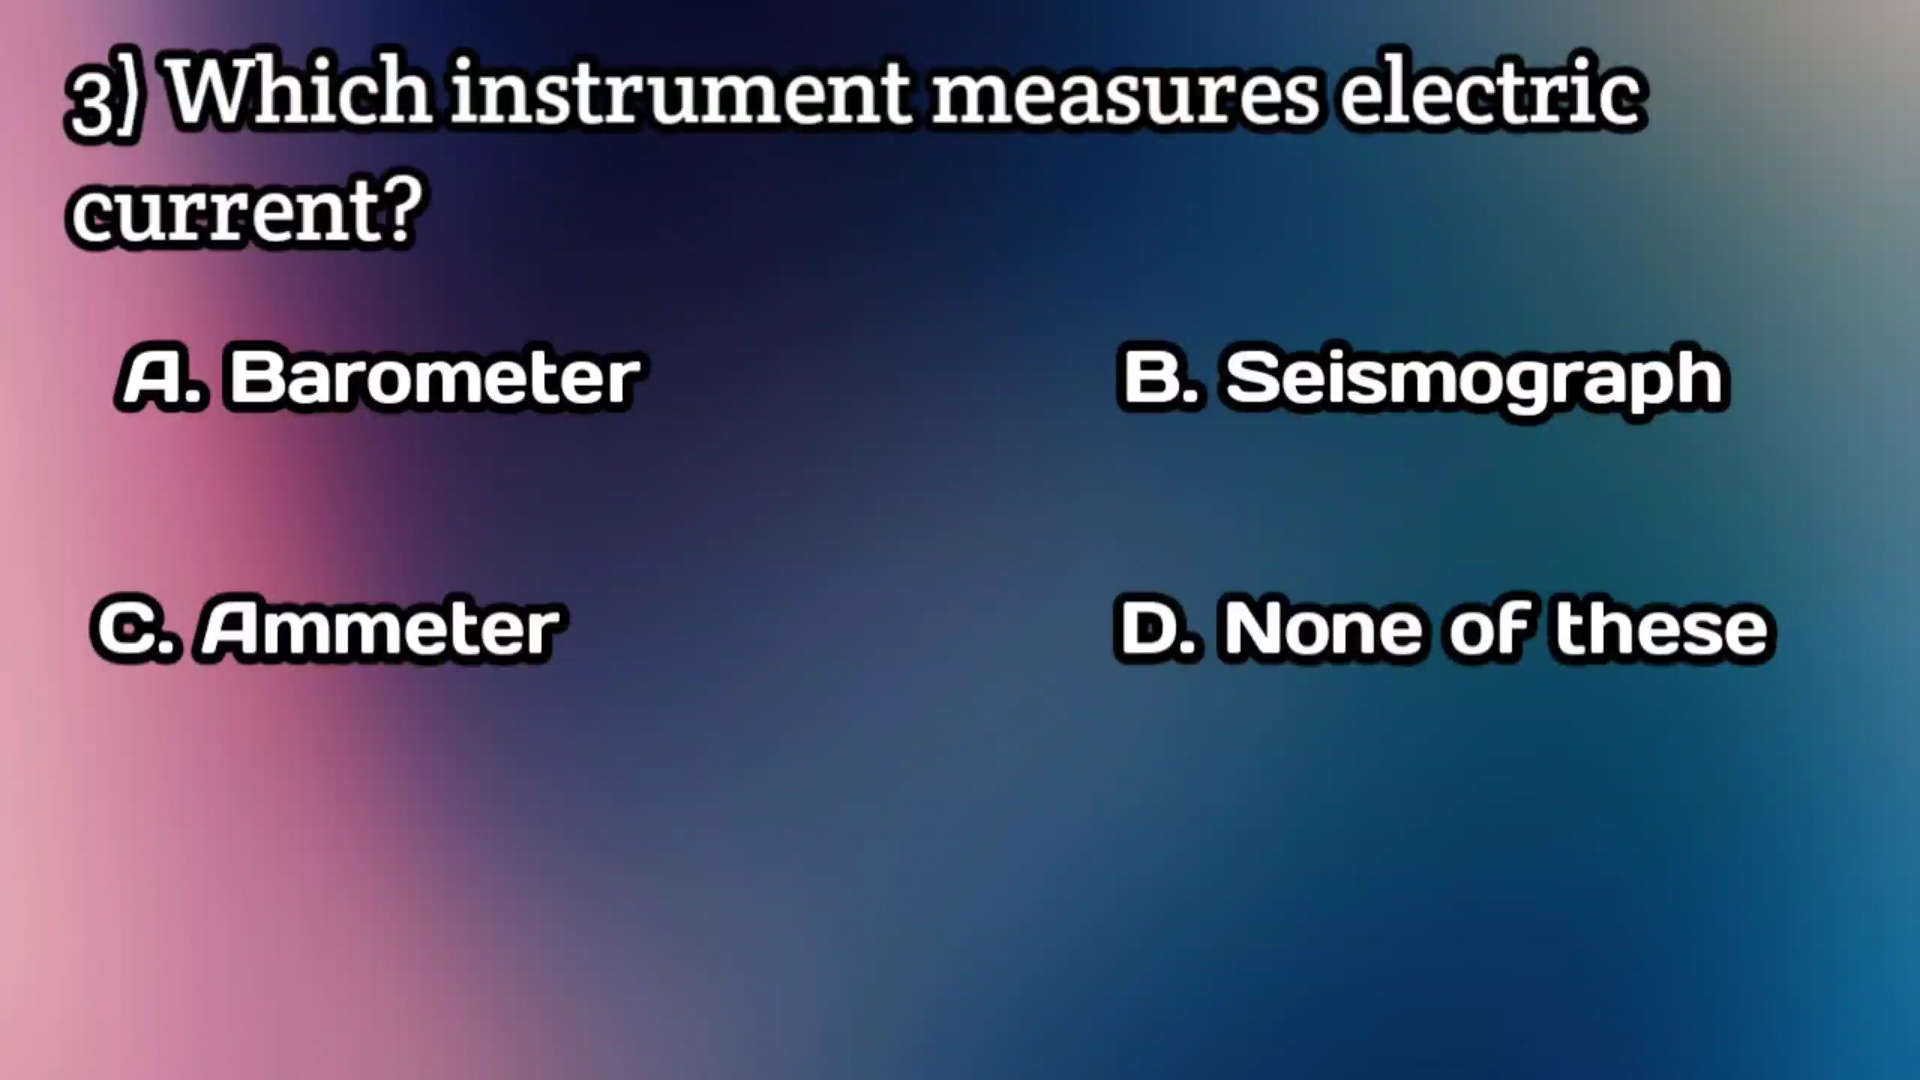 3) Which instrument measures electric
current?
A. Barometer
B. Seismograph
C. Ammeter
D. None of these